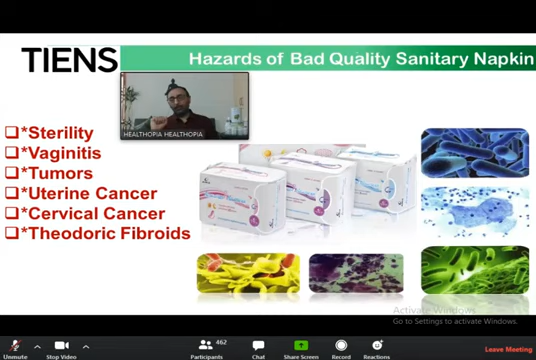 TIENS
Hazards of Bad Quality Sanitary Napkin
HEALTHOPIA HEALTHOPIA
*Sterility
*Vaginitis
*Tumors
*Uterine Cancer
*Cervical Cancer
*Theodoric Fibroids
Activate Windows
Go to Settings to activate Windows.
462
Unmute
Stop Video
Participants
Chat
Share Screen
Record
Reactions
Leave Meeting